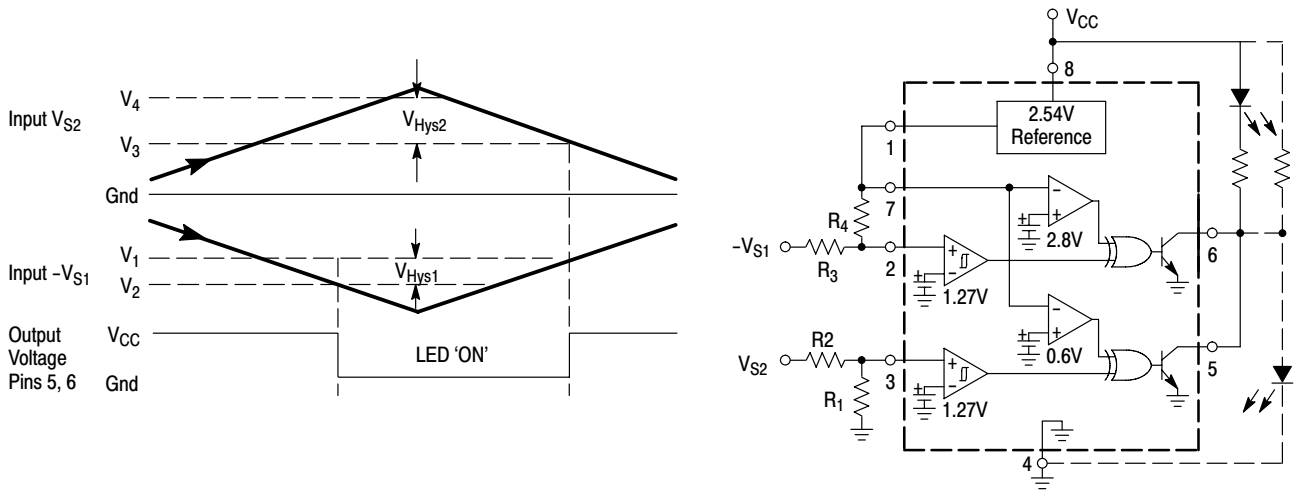 Input VS2
V4
V3
VHys2
Gnd
Input –VS1
V1
V2
VHys1
Output
Voltage
Pins 5, 6
VCC
Gnd
LED ‘ON’
VCC
8
2.54V
Reference
1
7
R4
–
+
2.8V
–VS1
R3
2
+
–
1.27V
6
–
+
0.6V
VS2
R2
3
+
–
1.27V
R1
5
4
+
+
+
+